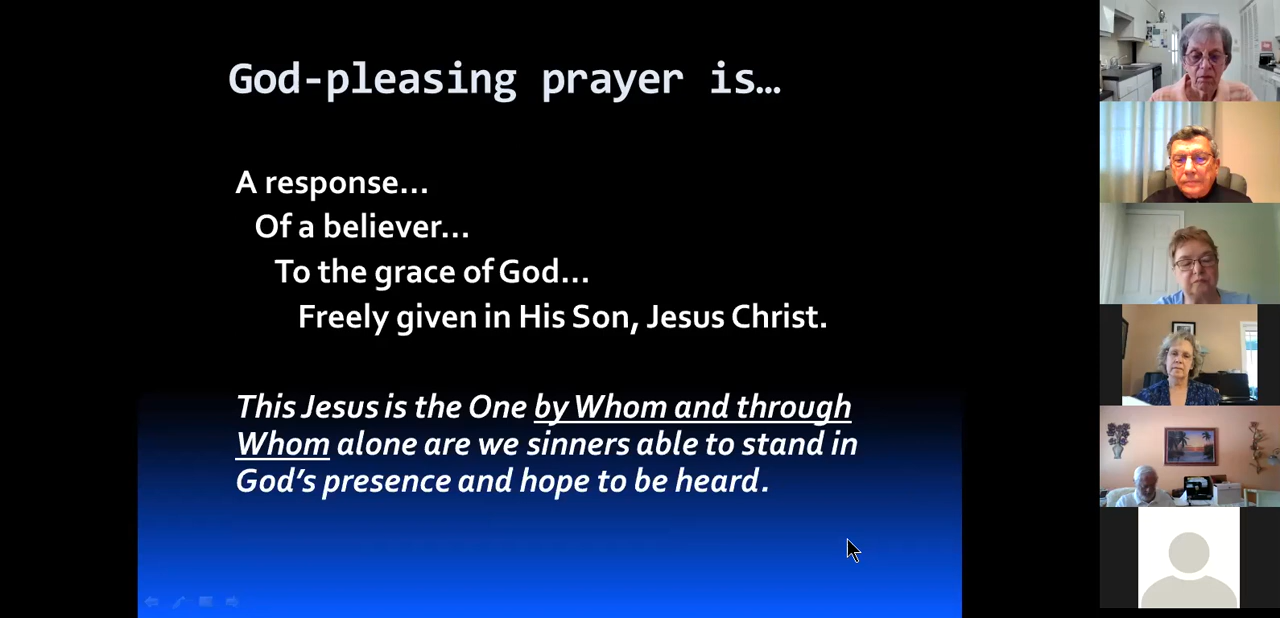 God-pleasing prayer is…
A response…
Of a believer…
To the grace of God…
Freely given in His Son, Jesus Christ.
This Jesus is the One by Whom and through
Whom alone are we sinners able to stand in
God’s presence and hope to be heard.